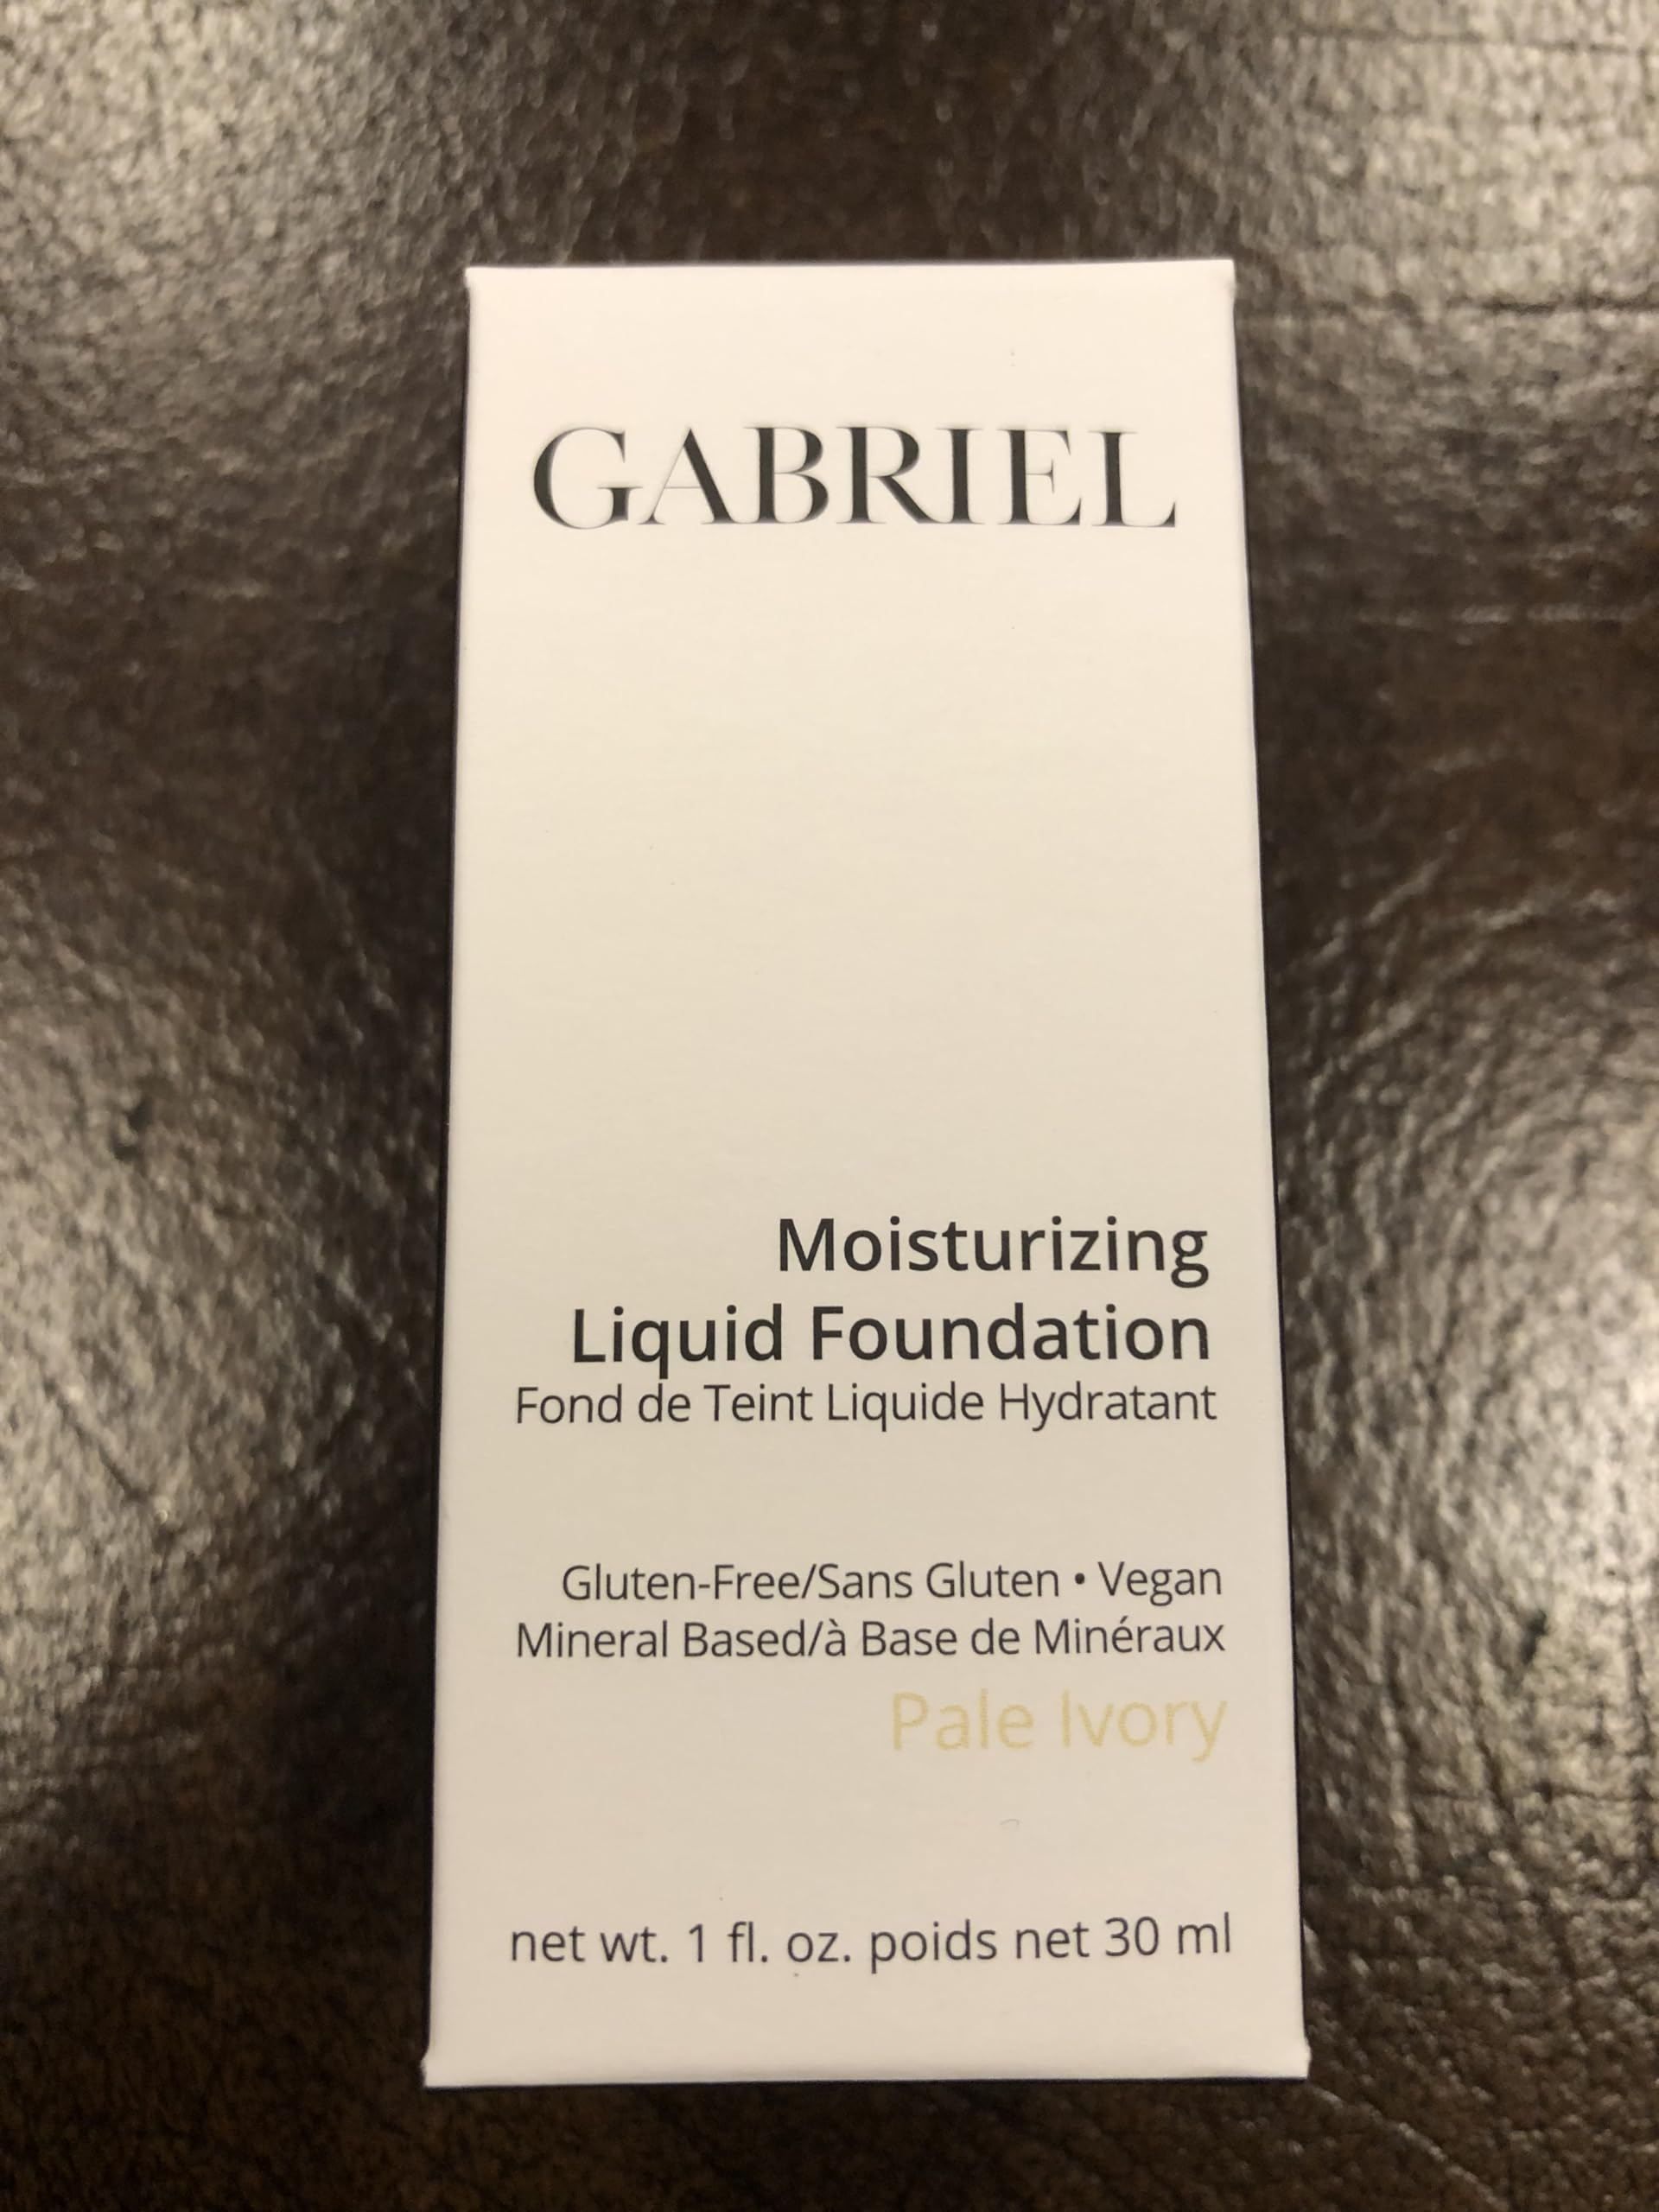 GABRIEL
Moisturizing
Liquid Foundation
Fond de Teint Liquide Hydratant
Gluten-Free/Sans Gluten • Vegan
Mineral Based/à Base de Minéraux
Pale Ivory
net wt. 1 fl. oz. poids net 30 ml